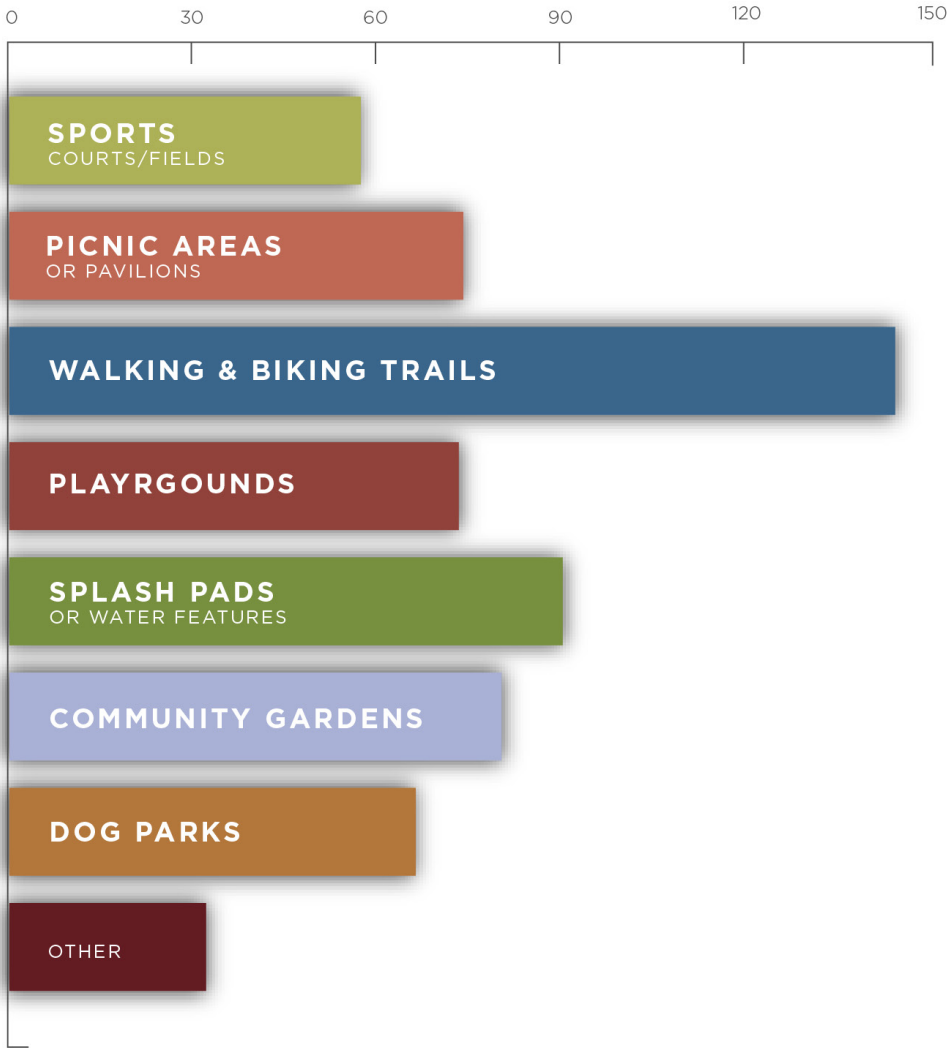 0 30 60 90 120 150
SPORTS
COURTS/FIELDS
PICNIC AREAS
OR PAVILIONS
WALKING & BIKING TRAILS
PLAYRGOUNDS
SPLASH PADS
OR WATER FEATURES
COMMUNITY GARDENS
DOG PARKS
OTHER